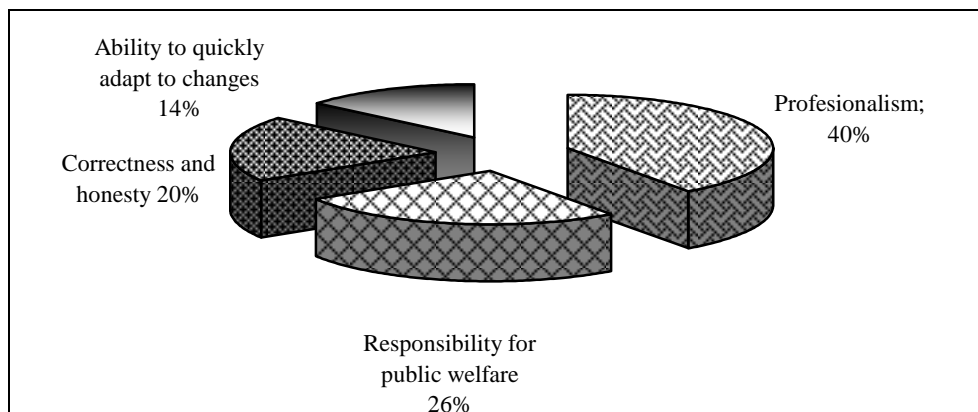 Ability to quickly
adapt to changes
14%
Profesionalism;
40%
Correctness and
honesty 20%
Responsibility for
public welfare
26%